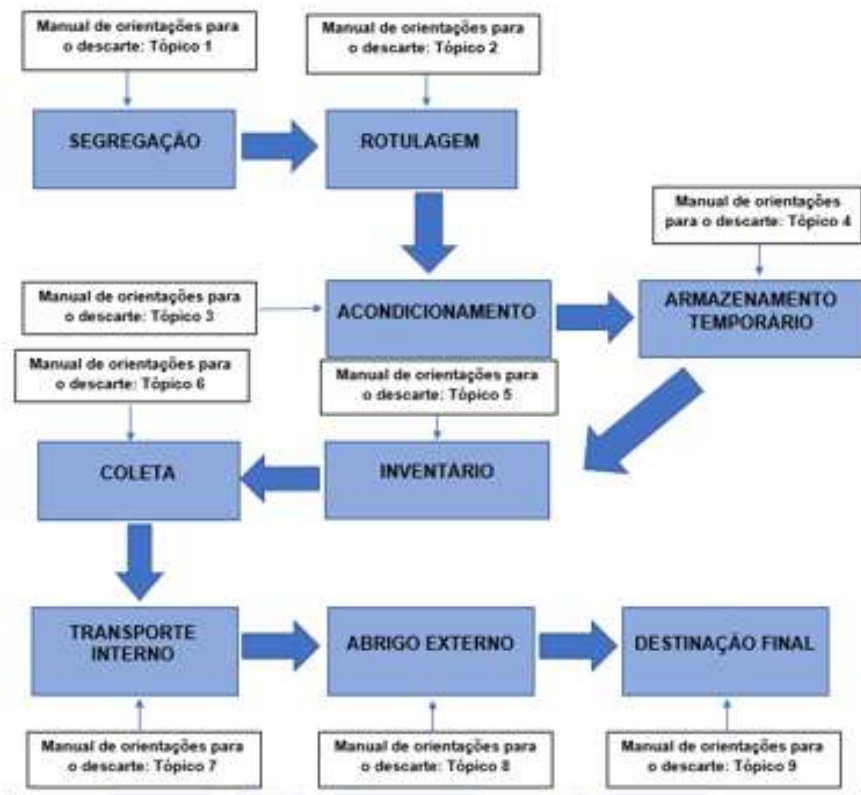 Manual de orientações para
o descarte: Tópico 1
Manual de orientações para
o descarte: Tópico 2
SEGREGAÇÃO
ROTULAGEM
Manual de orientações
para o descarte: Tópico 4
Manual de orientações para
o descarte: Tópico 3
ACONDICIONAMENTO
ARMAZENAMENTO
TEMPORÁRIO
Manual de orientações para
o descarte: Tópico 6
Manual de orientações para
o descarte: Tópico 5
COLETA
INVENTÁRIO
TRANSPORTE
INTERNO
ABRIGO EXTERNO
DESTINAÇÃO FINAL
Manual de orientações para
o descarte: Tópico 7
Manual de orientações para
o descarte: Tópico 8
Manual de orientações para
o descarte: Tópico 9